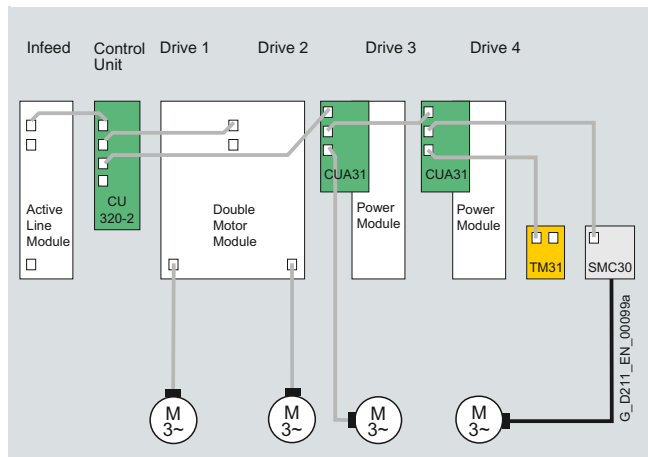 Infeed
Control
Unit
Drive 1
Drive 2
Drive 3
Drive 4
Active
Line
Module
CU
320-2
Double
Motor
Module
CUA31
Power
Module
CUA31
Power
Module
TM31
SMC30
M
3~
M
3~
M
3~
M
3~
G_D211_EN_00099a